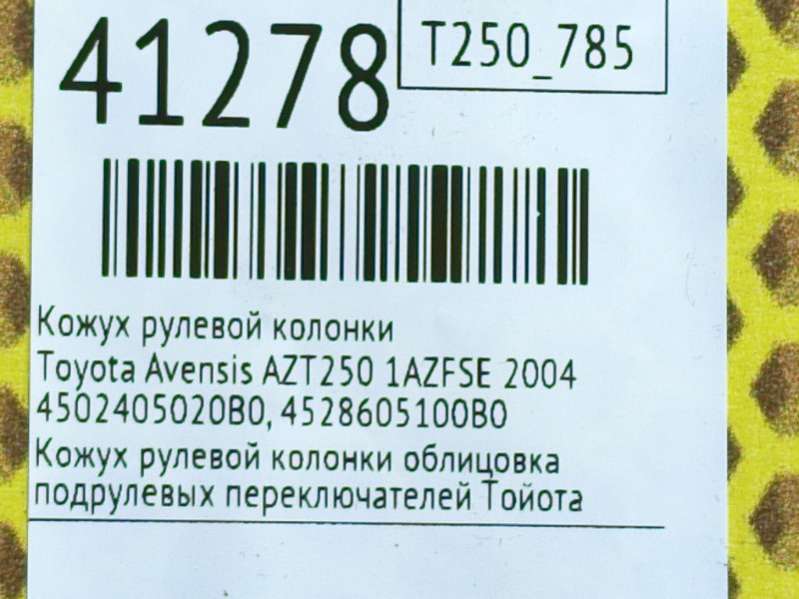 41278
T250_785
Кожух рулевой колонки
Toyota Avensis AZT250 1AZFSE 2004
4502405020B0, 4528605100B0
Кожух рулевой колонки облицовка
подрулевых переключателей Тойота